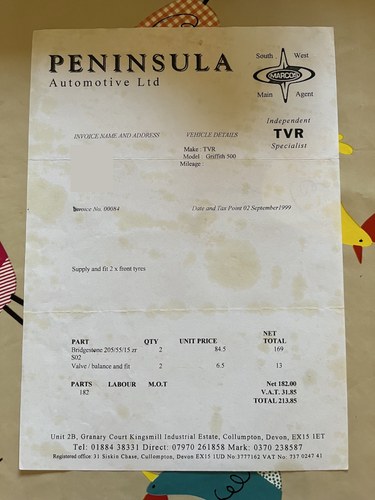 PENINSULA
Automotive Ltd
South West
MARCOS
Main Agent
Independent
TVR
Specialist
INVOICE NAME AND ADDRESS VEHICLE DETAILS
Make : TVR
Model : Griffith 500
Mileage :
Invoice No. 00084 Date and Tax Point 02 September1999
Supply and fit 2 x front tyres
PART QTY UNIT PRICE NET TOTAL
Bridgestone 205/55/15 zr 2 84.5 169
S02
Valve / balance and fit 2 6.5 13
PARTS LABOUR M.O.T Net 182.00
182 V.A.T. 31.85
TOTAL 213.85
Unit 2B, Granary Court Kingsmill Industrial Estate, Collumpton, Devon, EX15 1ET
Tel: 01884 38331 Direct: 07970 261858 Mark: 0370 238587
Registered office: 31 Siskin Chase, Cullompton, Devon EX15 1UD No:3777162 VAT No. 737 0247 41